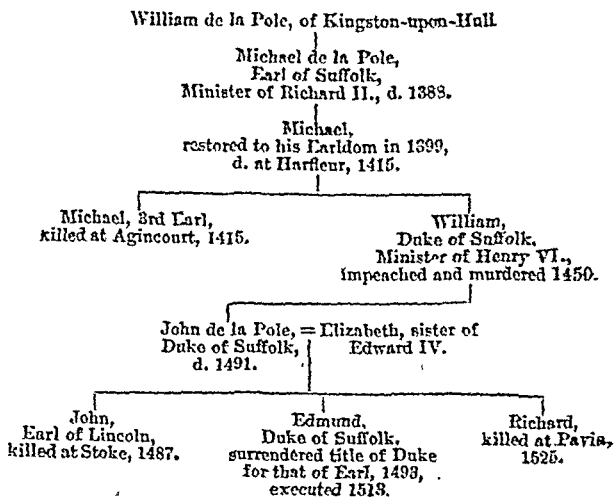 William de la Pole, of Kingston-upon-Hull
Michael de la Pole,
Earl of Suffolk,
Minister of Richard II., d. 1388.
Michael,
restored to his Earldom in 1399,
d. at Harfleur, 1415.
Michael, 3rd Earl,
killed at Agincourt, 1415.
William,
Duke of Suffolk,
Minister of Henry VI.,
impeached and murdered 1450.
John de la Pole, = Elizabeth, sister of
Duke of Suffolk, Edward IV.
d. 1491.
John,
Earl of Lincoln,
killed at Stoke, 1487.
Edmund,
Duke of Suffolk,
surrendered title of Duke
for that of Earl, 1493,
executed 1513.
Richard,
killed at Pavia,
1525.